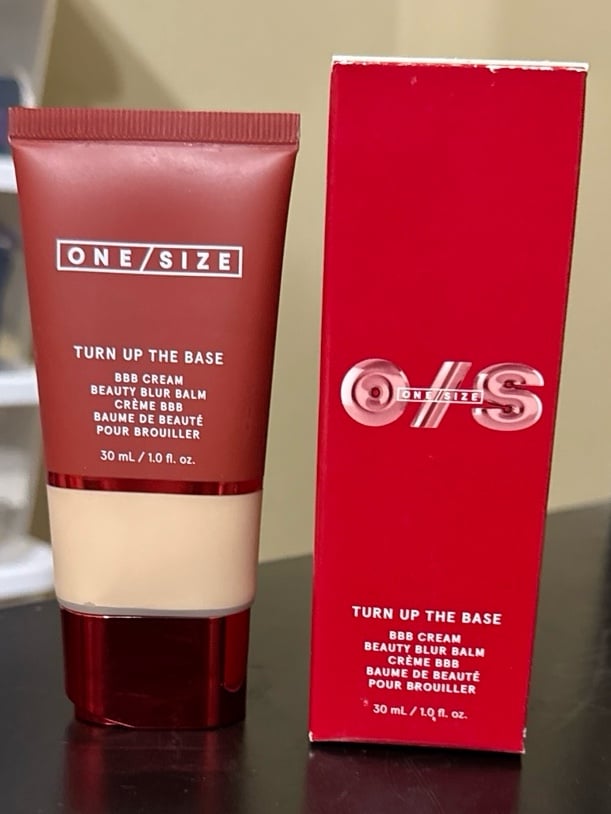 ONE/SIZE
TURN UP THE BASE
BBB CREAM
BEAUTY BLUR BALM
CRÈME BBB
BAUME DE BEAUTÉ
POUR BROUILLER
30 mL / 1.0 fl. oz.
O/S
ONE/SIZE
TURN UP THE BASE
BBB CREAM
BEAUTY BLUR BALM
CRÈME BBB
BAUME DE BEAUTÉ
POUR BROUILLER
30 mL / 1.0 fl. oz.